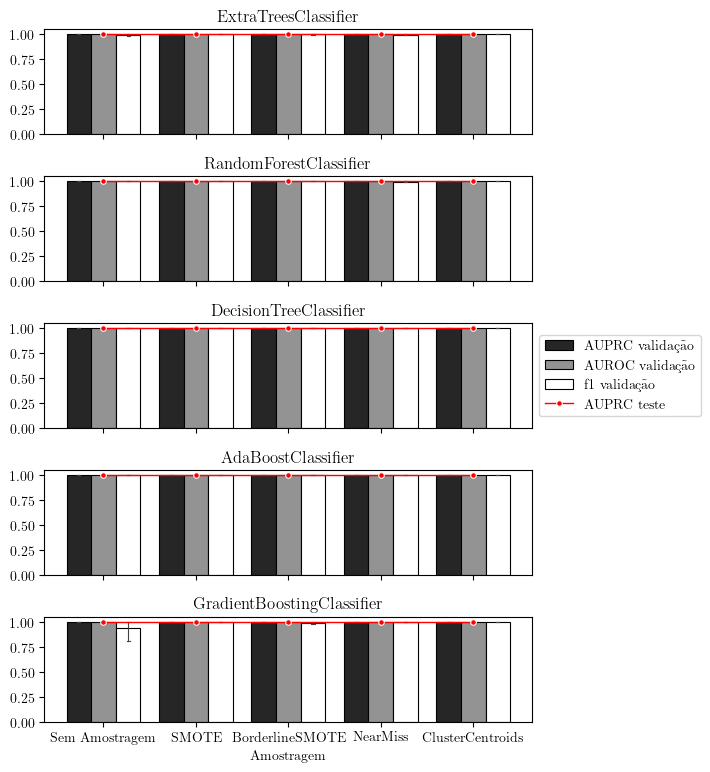 ExtraTreesClassifier
1.00
0.75
0.50
0.25
0.00
RandomForestClassifier
1.00
0.75
0.50
0.25
0.00
DecisionTreeClassifier
1.00
0.75
0.50
0.25
0.00
AUPRC validação
AUROC validação
f1 validação
AUPRC teste
AdaBoostClassifier
1.00
0.75
0.50
0.25
0.00
GradientBoostingClassifier
1.00
0.75
0.50
0.25
0.00
Sem Amostragem SMOTE BorderlineSMOTE NearMiss ClusterCentroids
Amostragem